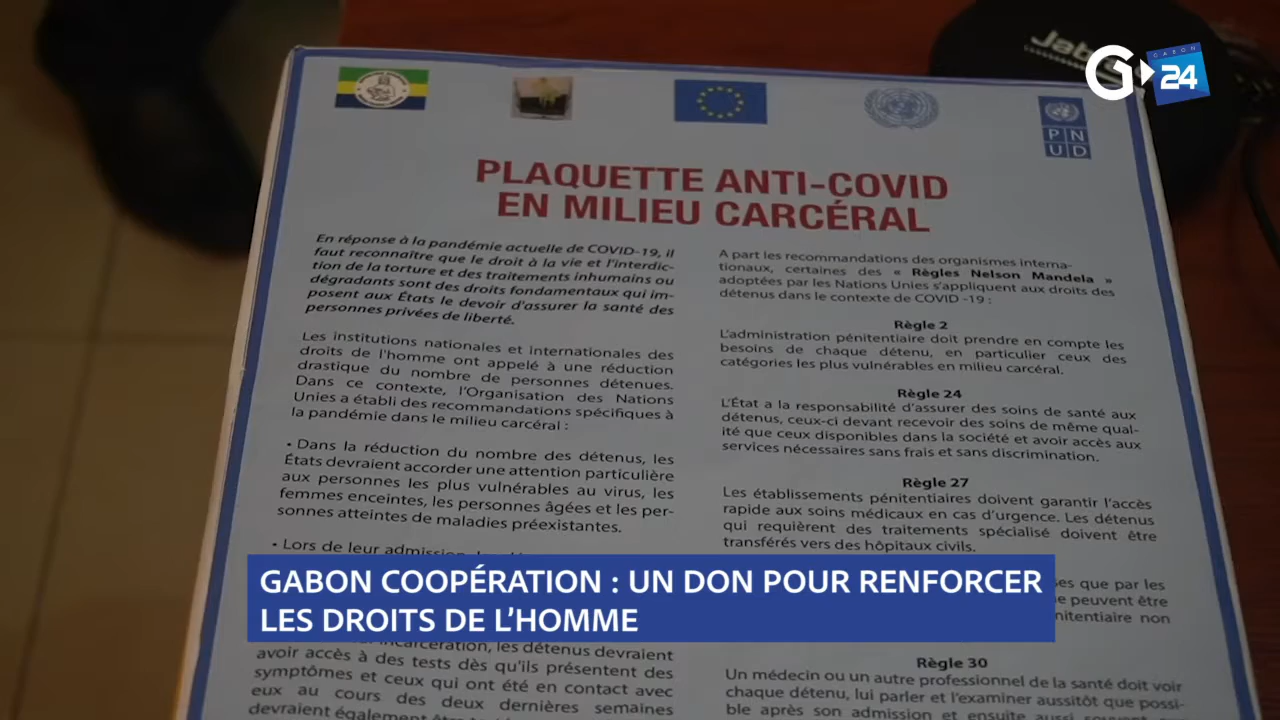 Jab
G
GABON
24
PN
UD
PLAQUETTE ANTI-COVID
EN MILIEU CARCÉRAL
En réponse à la pandémie actuelle de COVID-19, il
faut reconnaître que le droit à la vie et l'interdic-
tion de la torture et des traitements inhumains ou
dégradants sont des droits fondamentaux qui im-
posent aux États le devoir d'assurer la santé des
personnes privées de liberté.
Les institutions nationales et internationales des
droits de l'homme ont appelé à une réduction
drastique du nombre de personnes détenues.
Dans ce contexte, l'Organisation des Nations
Unies a établi des recommandations spécifiques à
la pandémie dans le milieu carcéral :
• Dans la réduction du nombre des détenus, les
États devraient accorder une attention particulière
aux personnes les plus vulnérables au virus, les
femmes enceintes, les personnes âgées et les per-
sonnes atteintes de maladies préexistantes.
• Lors de leur admission
incarcération, les détenus devraient
avoir accès à des tests dès qu'ils présentent des
symptômes et ceux qui ont été en contact avec
eux au cours des deux dernières semaines
devraient également
A part les recommandations des organismes interna-
tionaux, certaines des « Règles Nelson Mandela »
adoptées par les Nations Unies s'appliquent aux droits des
détenus dans le contexte de COVID -19 :
Règle 2
L'administration pénitentiaire doit prendre en compte les
besoins de chaque détenu, en particulier ceux des
catégories les plus vulnérables en milieu carcéral.
Règle 24
L'État a la responsabilité d'assurer des soins de santé aux
détenus, ceux-ci devant recevoir des soins de même qual-
ité que ceux disponibles dans la société et avoir accès aux
services nécessaires sans frais et sans discrimination.
Règle 27
Les établissements pénitentiaires doivent garantir l'accès
rapide aux soins médicaux en cas d'urgence. Les détenus
qui requièrent des traitements spécialisé doivent être
transférés vers des hôpitaux civils.
que par les
peuvent être
non
Règle 30
Un médecin ou un autre professionnel de la santé doit voir
chaque détenu, lui parler et l'examiner aussitôt que possi-
ble après son admission et ensuite aussi
GABON COOPÉRATION : UN DON POUR RENFORCER
LES DROITS DE L'HOMME